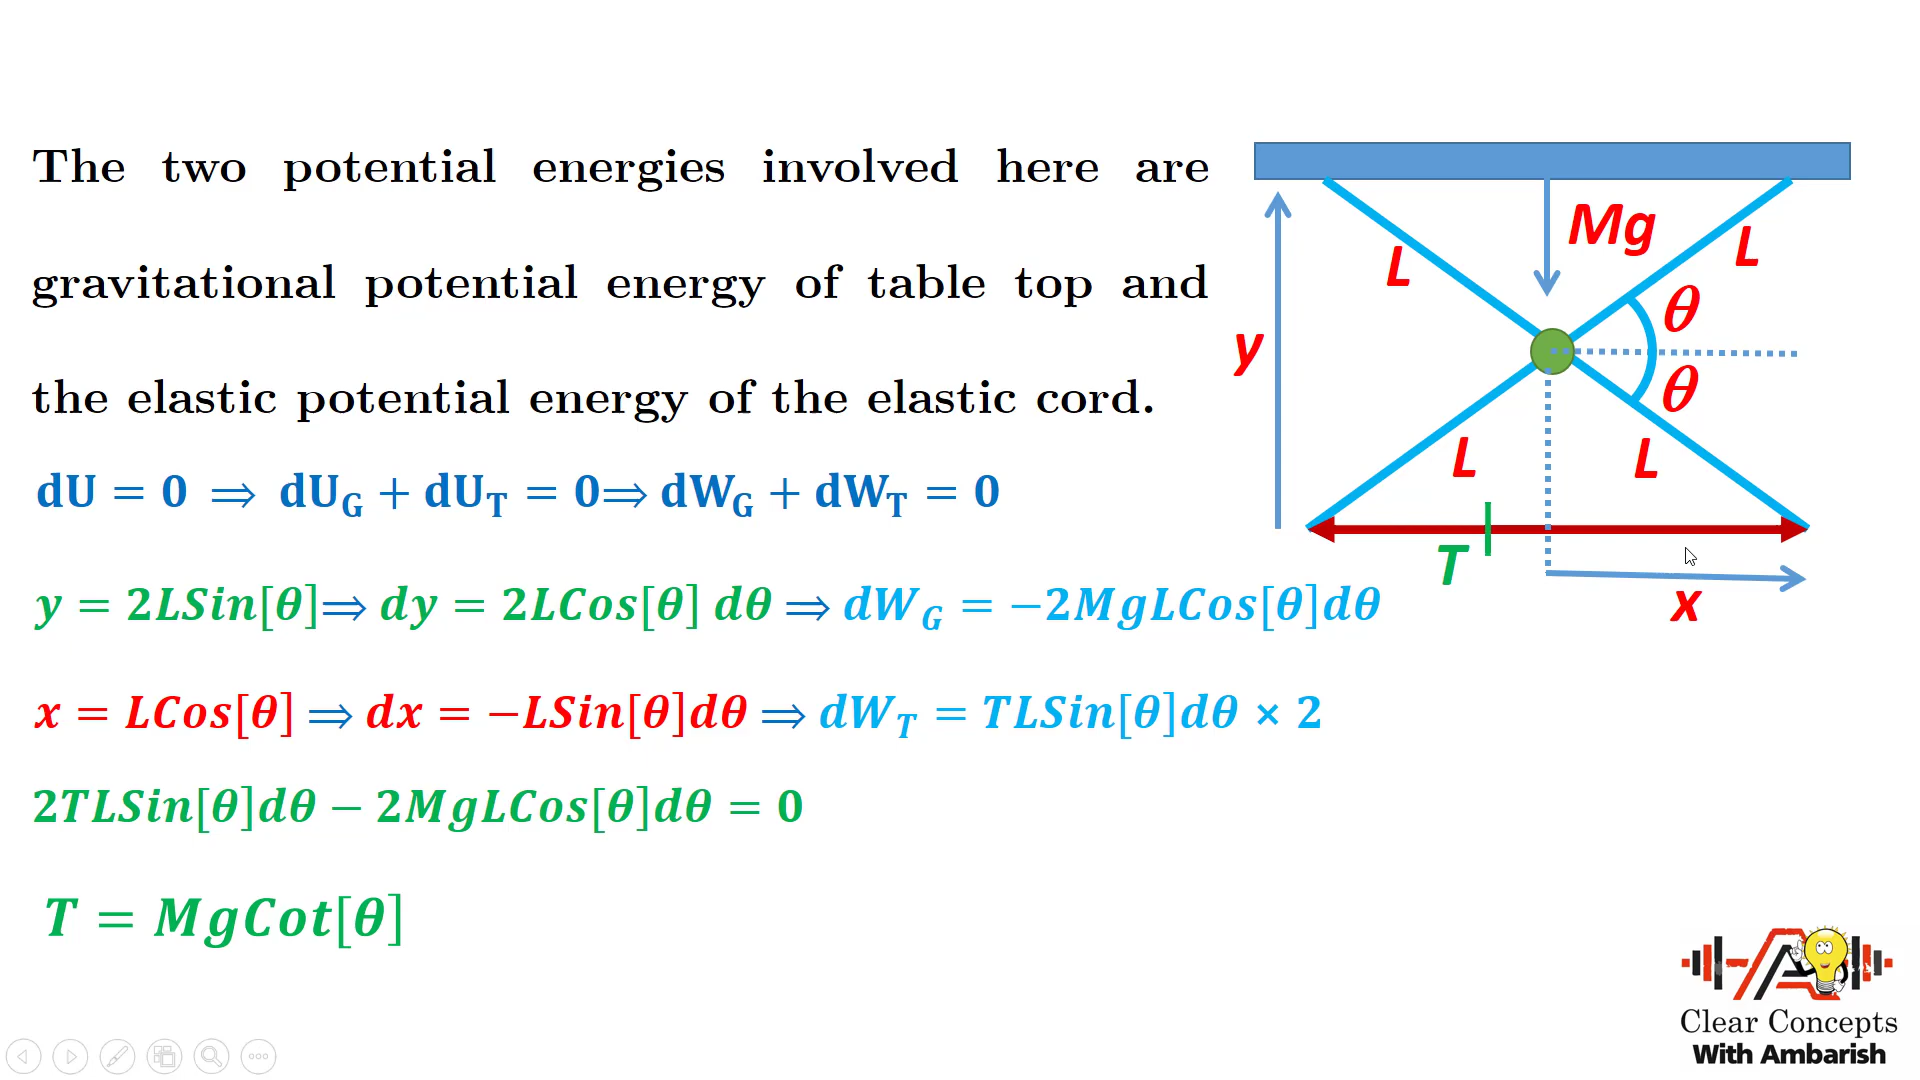 The two potential energies involved here are
gravitational potential energy of table top and
the elastic potential energy of the elastic cord.
dU = 0 ⇒ dU_G + dU_T = 0⇒ dW_G + dW_T = 0
y = 2LSin[θ]⇒ dy = 2LCos[θ] dθ ⇒ dW_G = −2MgLCos[θ]dθ
x = LCos[θ] ⇒ dx = −LSin[θ]dθ ⇒ dW_T = TLSin[θ]dθ × 2
2TLSin[θ]dθ − 2MgLCos[θ]dθ = 0
T = MgCot[θ]
Mg
L
L
θ
y
θ
L
L
T
x
Clear Concepts
With Ambarish